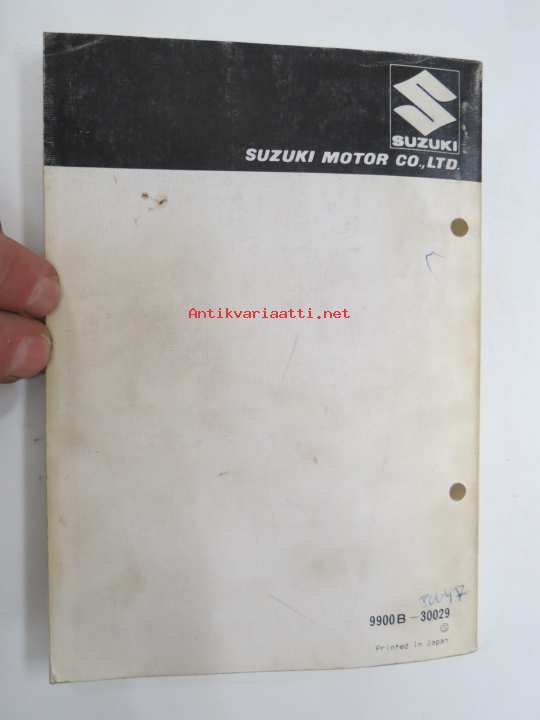 SUZUKI
SUZUKI MOTOR CO.,LTD.
Antikvariaatti.net
9900B-30029
Printed in Japan